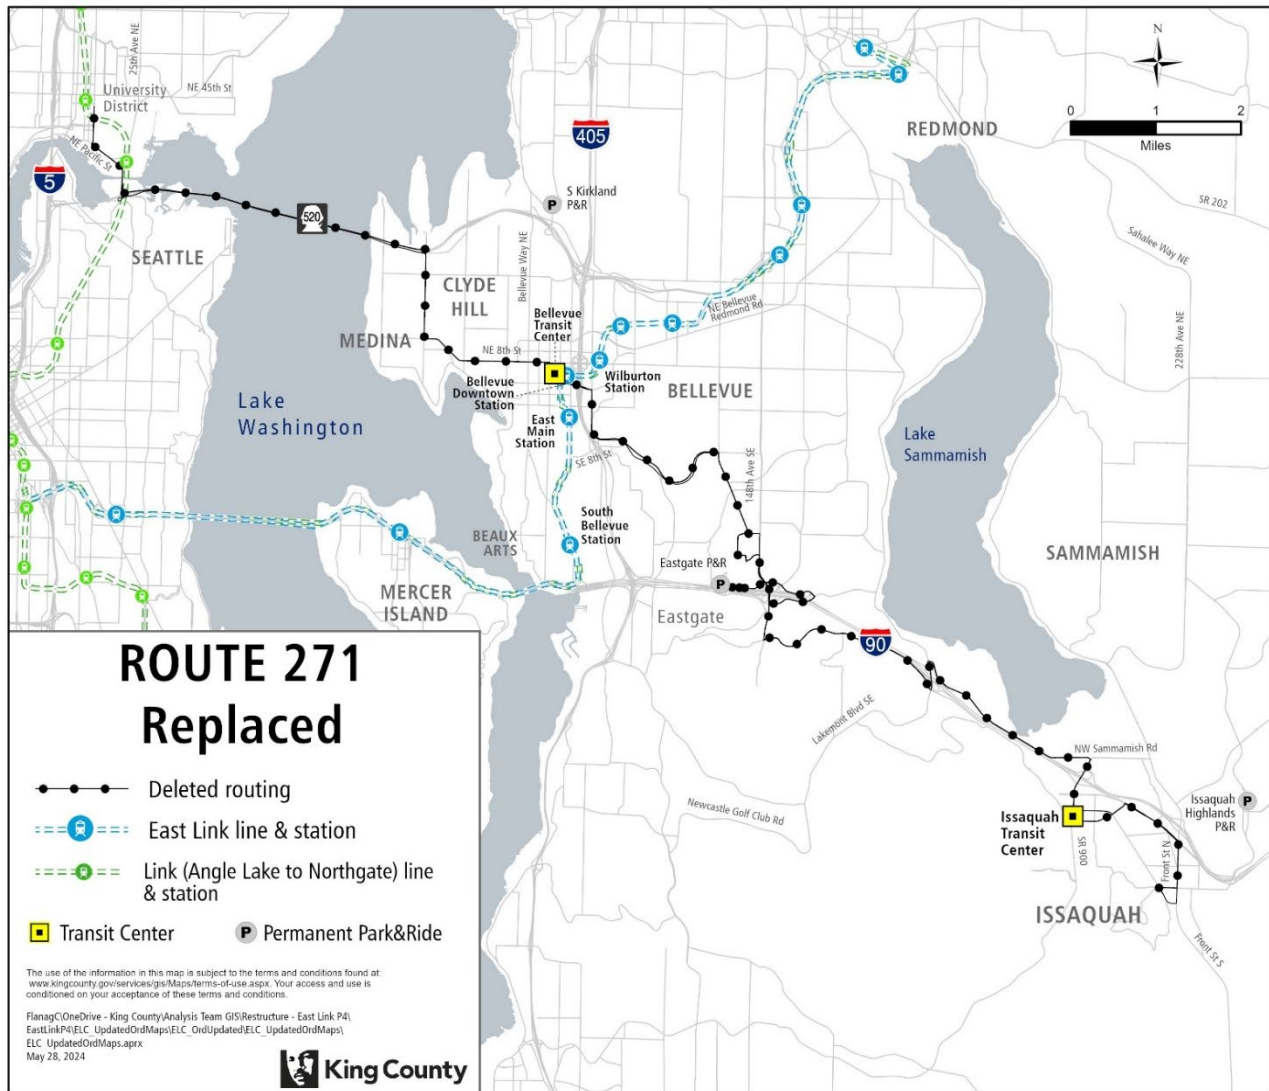 25th Ave NE
University
District
NE 45th St
NE Pacific St
5
520
SEATTLE
405
S Kirkland
P&R
P
N
0 1 2
Miles
REDMOND
SR 202
Sahalee Way NE
228th Ave NE
CLYDE
HILL
Bellevue Way NE
MEDINA
NE 8th St
Bellevue
Transit
Center
NE Bellevue
Redmond Rd
Bellevue
Downtown
Station
Wilburton
Station
BELLEVUE
East
Main
Station
SE 8th St
148th Ave SE
Lake
Washington
Lake
Sammamish
South
Bellevue
Station
BEAUX
ARTS
MERCER
ISLAND
Eastgate P&R
P
Eastgate
SAMMAMISH
90
Lakemont Blvd SE
NW Sammamish Rd
Newcastle Golf Club Rd
Issaquah
Transit
Center
SR 900
Front St N
Issaquah
Highlands
P&R
P
ISSAQUAH
Front St S
ROUTE 271
Replaced
Deleted routing
East Link line & station
Link (Angle Lake to Northgate) line
& station
Transit Center
P Permanent Park&Ride
The use of the information in this map is subject to the terms and conditions found at:
www.kingcounty.gov/services/gis/Maps/terms-of-use.aspx. Your access and use is
conditioned on your acceptance of these terms and conditions.
FlanagC\OneDrive - King County\Analysis Team GIS\Restructure - East Link P4\
EastLinkP4\ELC_UpdatedOrdMaps\ELC_OrdUpdated\ELC_UpdatedOrdMaps\
ELC_UpdatedOrdMaps.aprx
May 28, 2024
King County